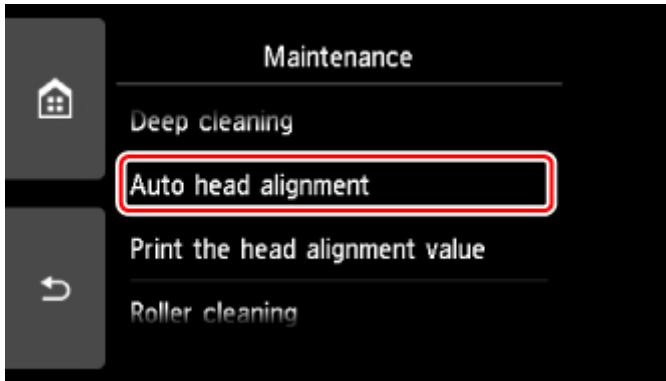 Maintenance
Deep cleaning
Auto head alignment
Print the head alignment value
Roller cleaning